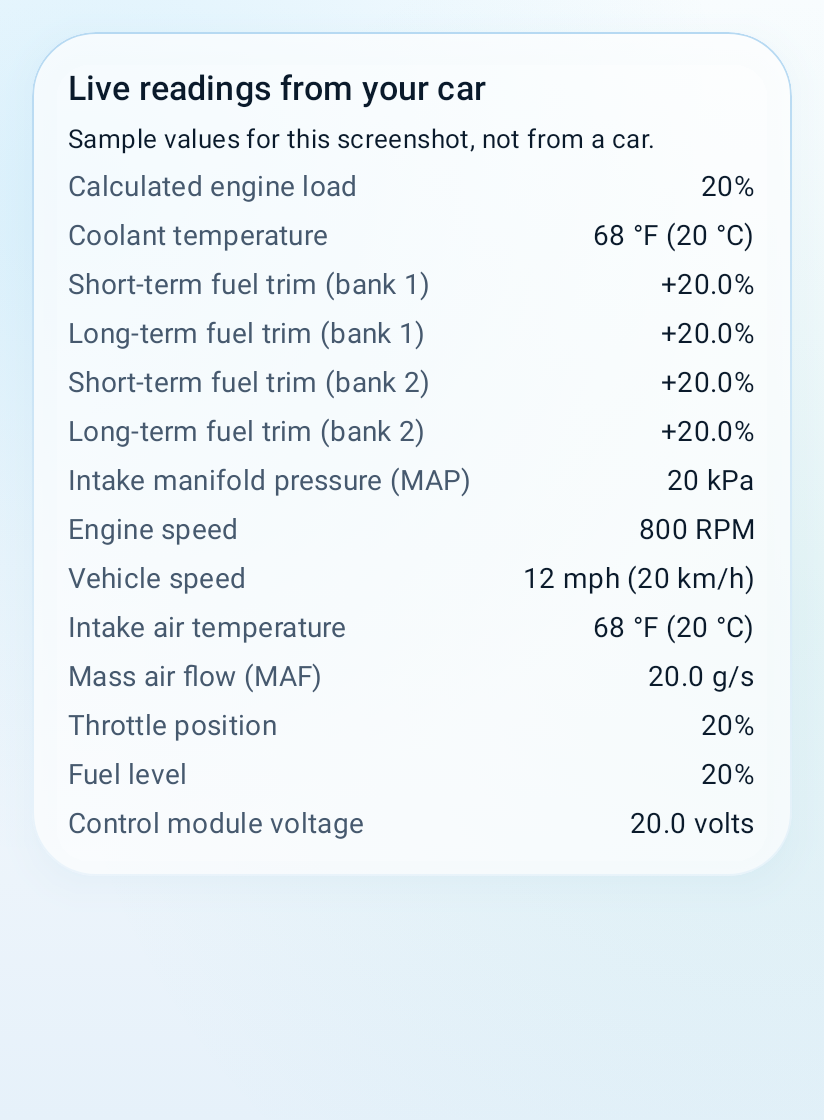 Live readings from your car
Sample values for this screenshot, not from a car.
Calculated engine load 20%
Coolant temperature 68 °F (20 °C)
Short-term fuel trim (bank 1) +20.0%
Long-term fuel trim (bank 1) +20.0%
Short-term fuel trim (bank 2) +20.0%
Long-term fuel trim (bank 2) +20.0%
Intake manifold pressure (MAP) 20 kPa
Engine speed 800 RPM
Vehicle speed 12 mph (20 km/h)
Intake air temperature 68 °F (20 °C)
Mass air flow (MAF) 20.0 g/s
Throttle position 20%
Fuel level 20%
Control module voltage 20.0 volts